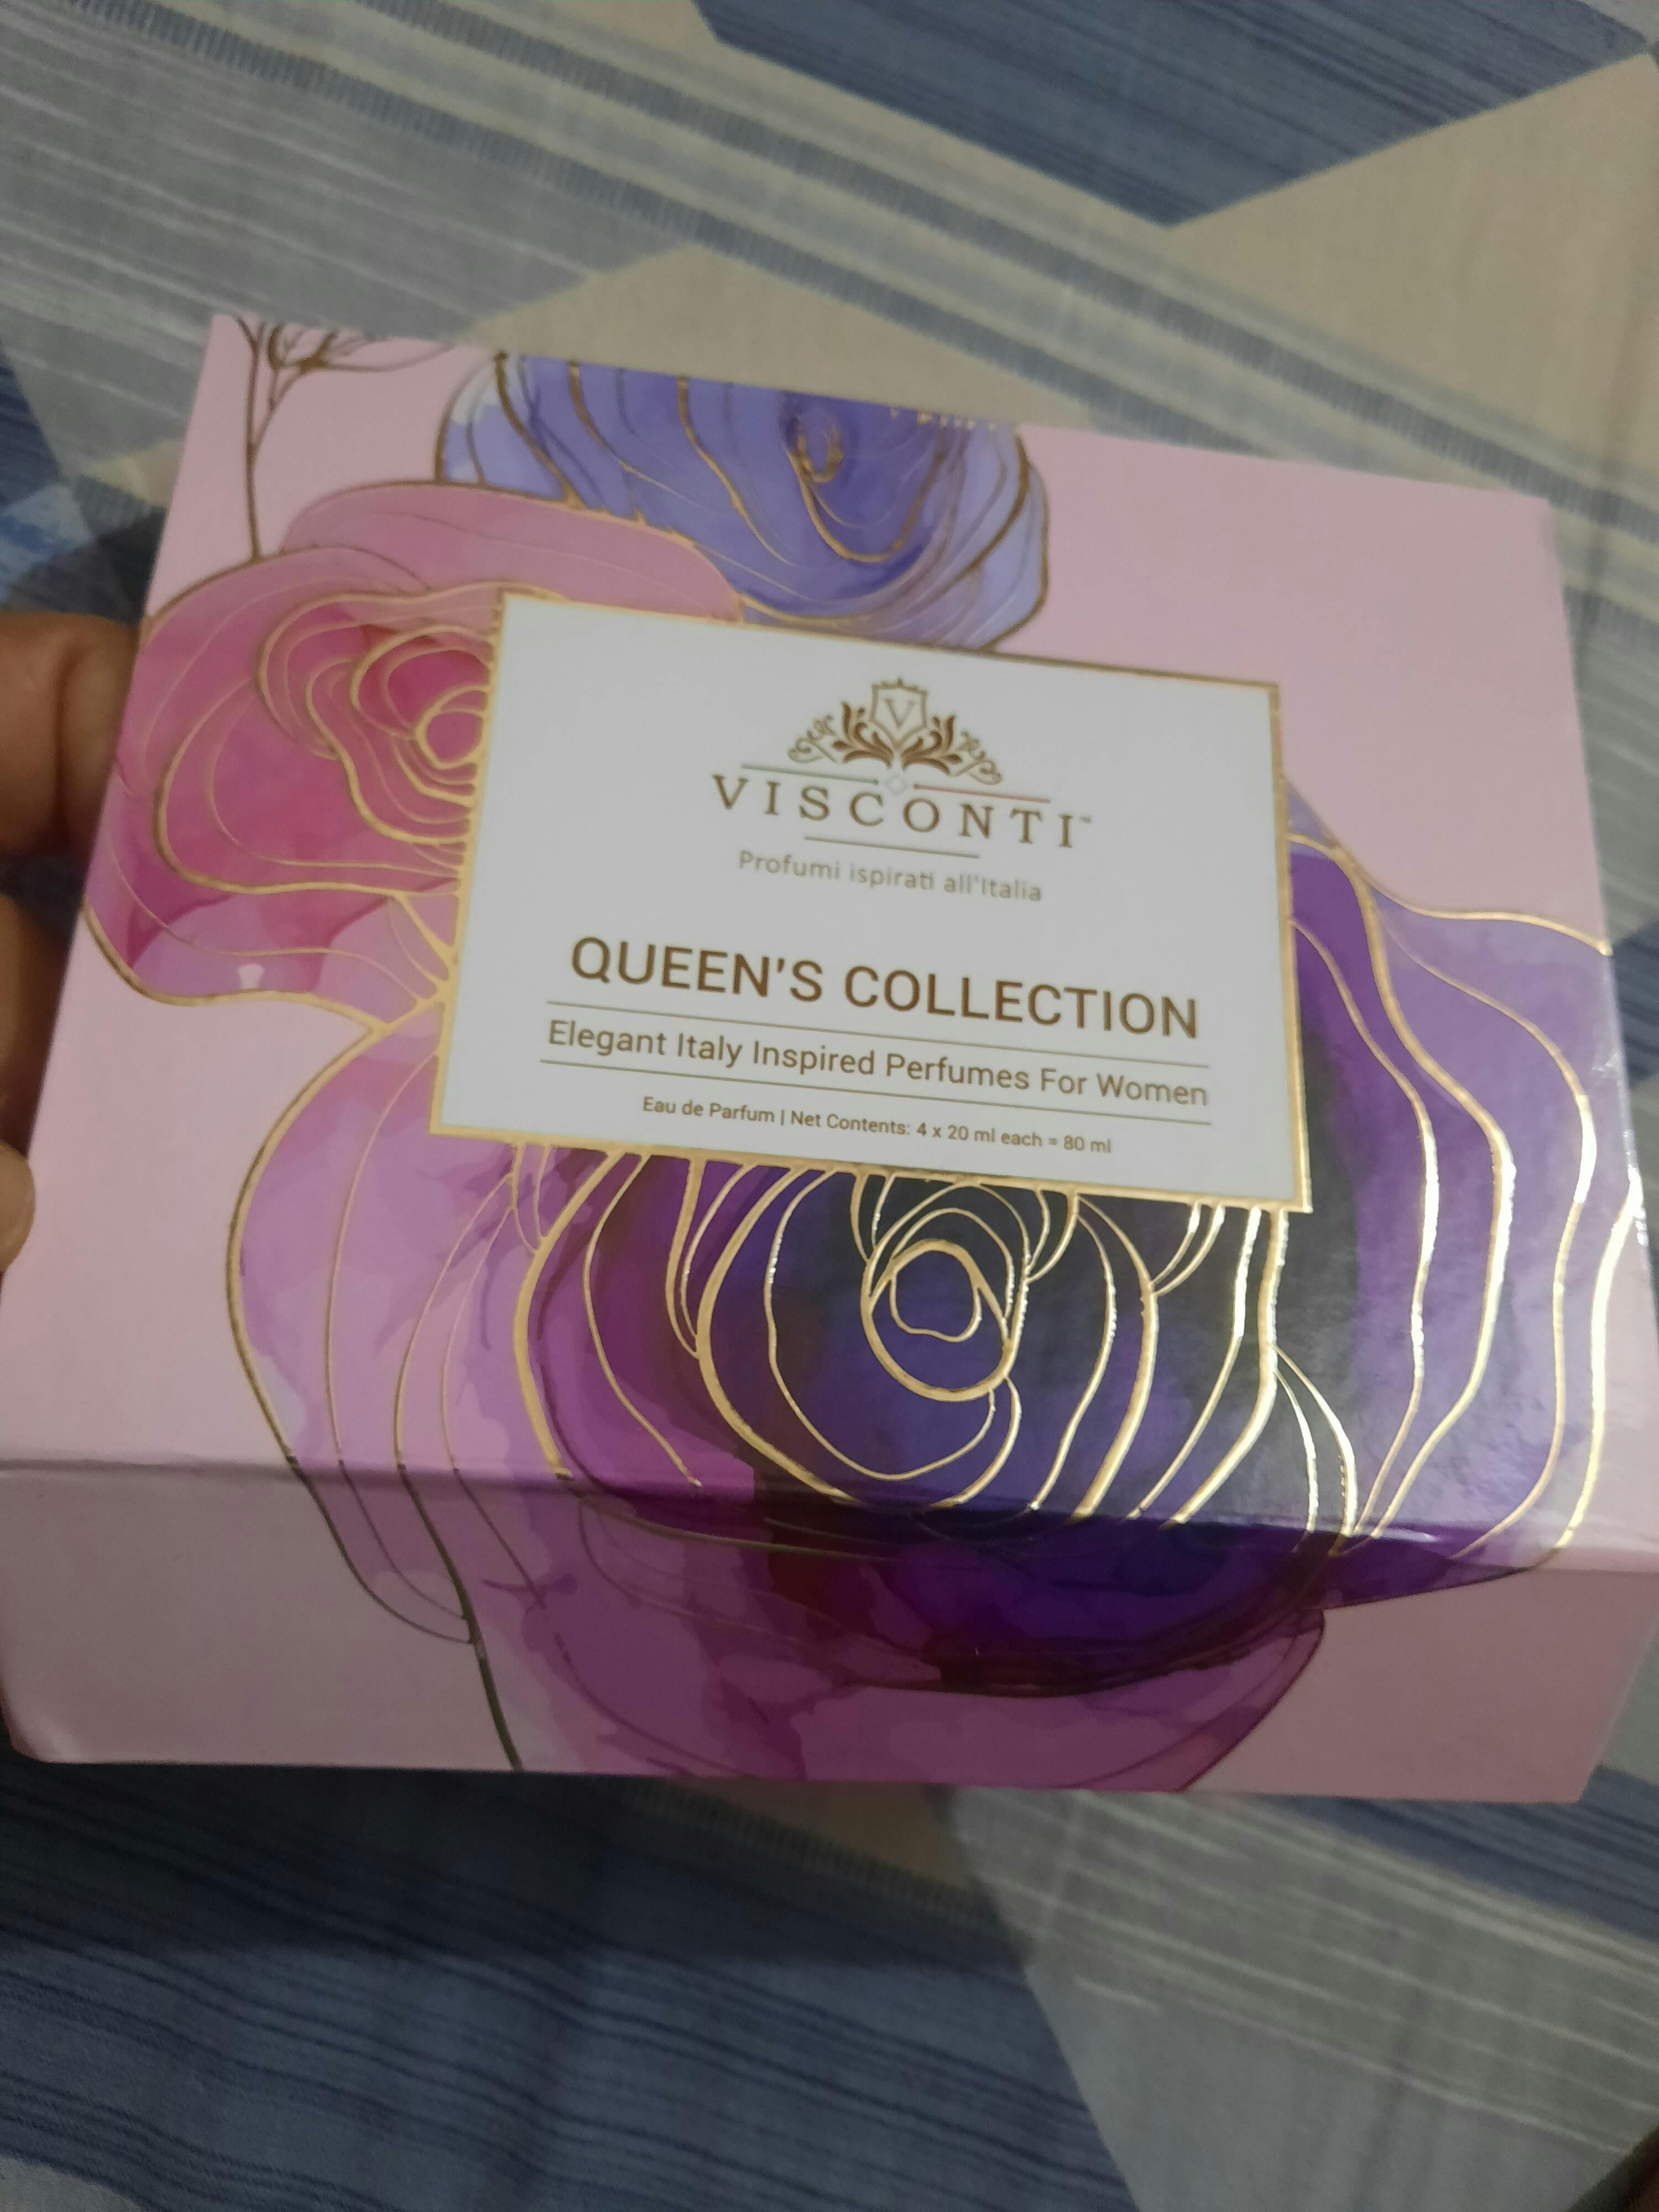 V
VISCONTI™
Profumi ispirati all'Italia
QUEEN'S COLLECTION
Elegant Italy Inspired Perfumes For Women
Eau de Parfum | Net Contents: 4 x 20 ml each = 80 ml